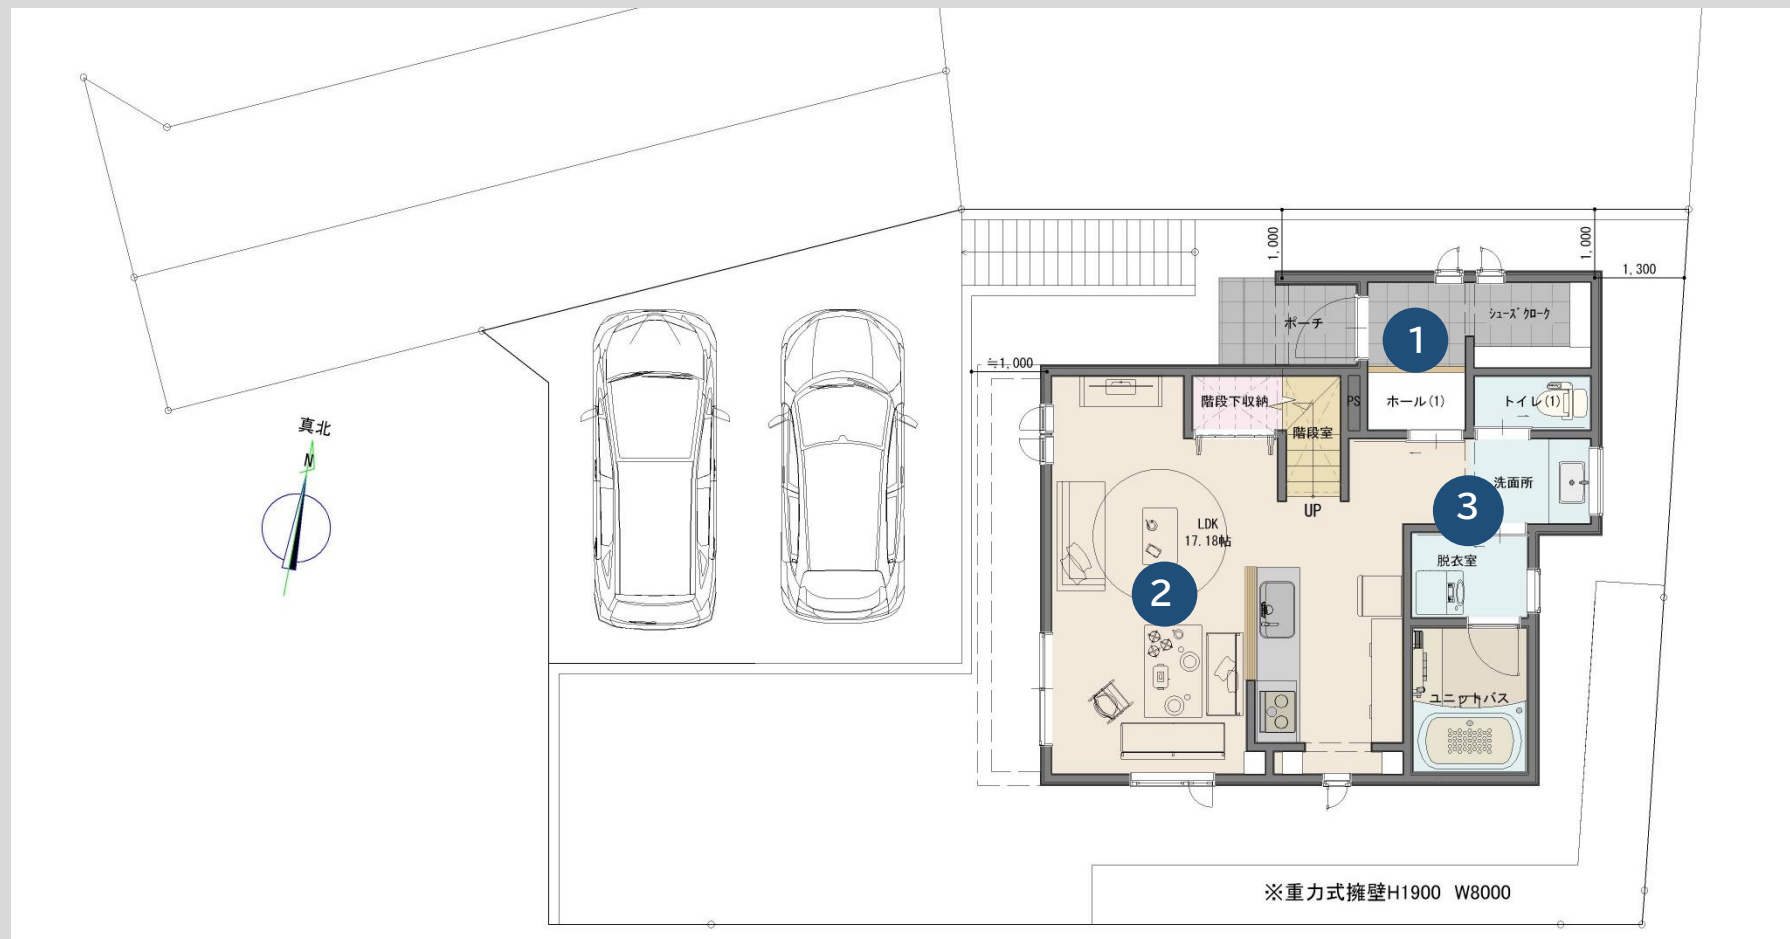 1,000
1,000
1,300
ポーチ
1
シューズクローク
≒1,000
階段下収納
階段室
PS
ホール(1)
トイレ(1)
真北
N
洗面所
3
UP
LDK
17.18帖
2
脱衣室
ユニットバス
※重力式擁壁H1900 W8000